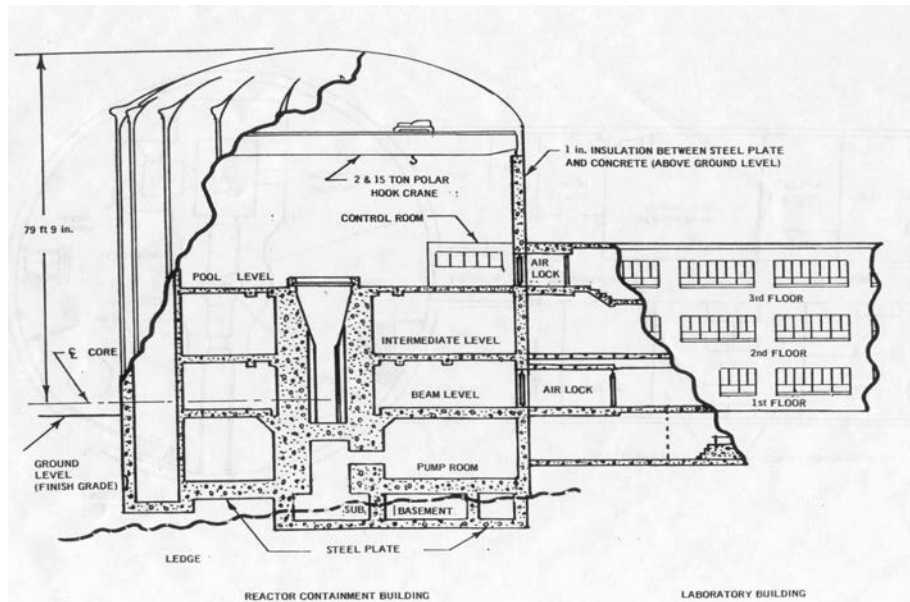 1 in. INSULATION BETWEEN STEEL PLATE
AND CONCRETE (ABOVE GROUND LEVEL)
2 & 15 TON POLAR
HOOK CRANE
79 ft 9 in.
CONTROL ROOM
AIR
LOCK
POOL LEVEL
3rd FLOOR
INTERMEDIATE LEVEL
2nd FLOOR
℄ CORE
BEAM LEVEL
AIR LOCK
1st FLOOR
GROUND
LEVEL
(FINISH GRADE)
PUMP ROOM
SUB BASEMENT
STEEL PLATE
LEDGE
REACTOR CONTAINMENT BUILDING
LABORATORY BUILDING